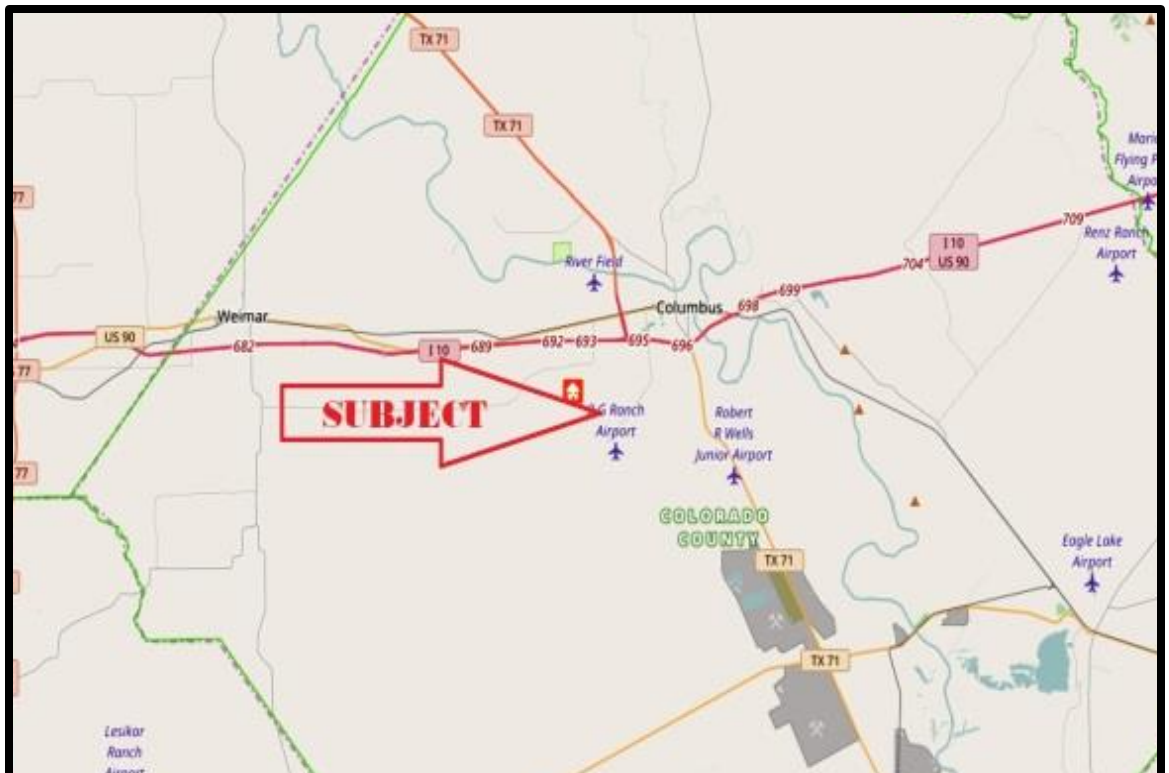 TX 71
TX 71
77
River Field
709
I 10
US 90
704
Renz Ranch
Airport
699
698
Columbus
Weimar
US 90
682
I 10
689
692
693
695
696
77
SUBJECT
G Ranch
Airport
Robert
R Wells
Junior Airport
77
COLORADO
COUNTY
TX 71
Eagle Lake
Airport
TX 71
Lesikar
Ranch
Airport